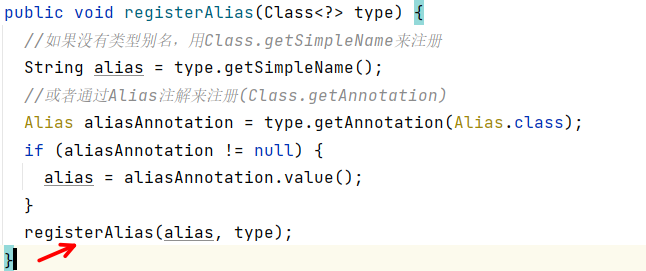 public void registerAlias(Class<?> type) {
//如果没有类型别名，用Class.getSimpleName来注册
String alias = type.getSimpleName();
//或者通过Alias注解来注册(Class.getAnnotation)
Alias aliasAnnotation = type.getAnnotation(Alias.class);
if (aliasAnnotation != null) {
alias = aliasAnnotation.value();
}
registerAlias(alias, type);
}